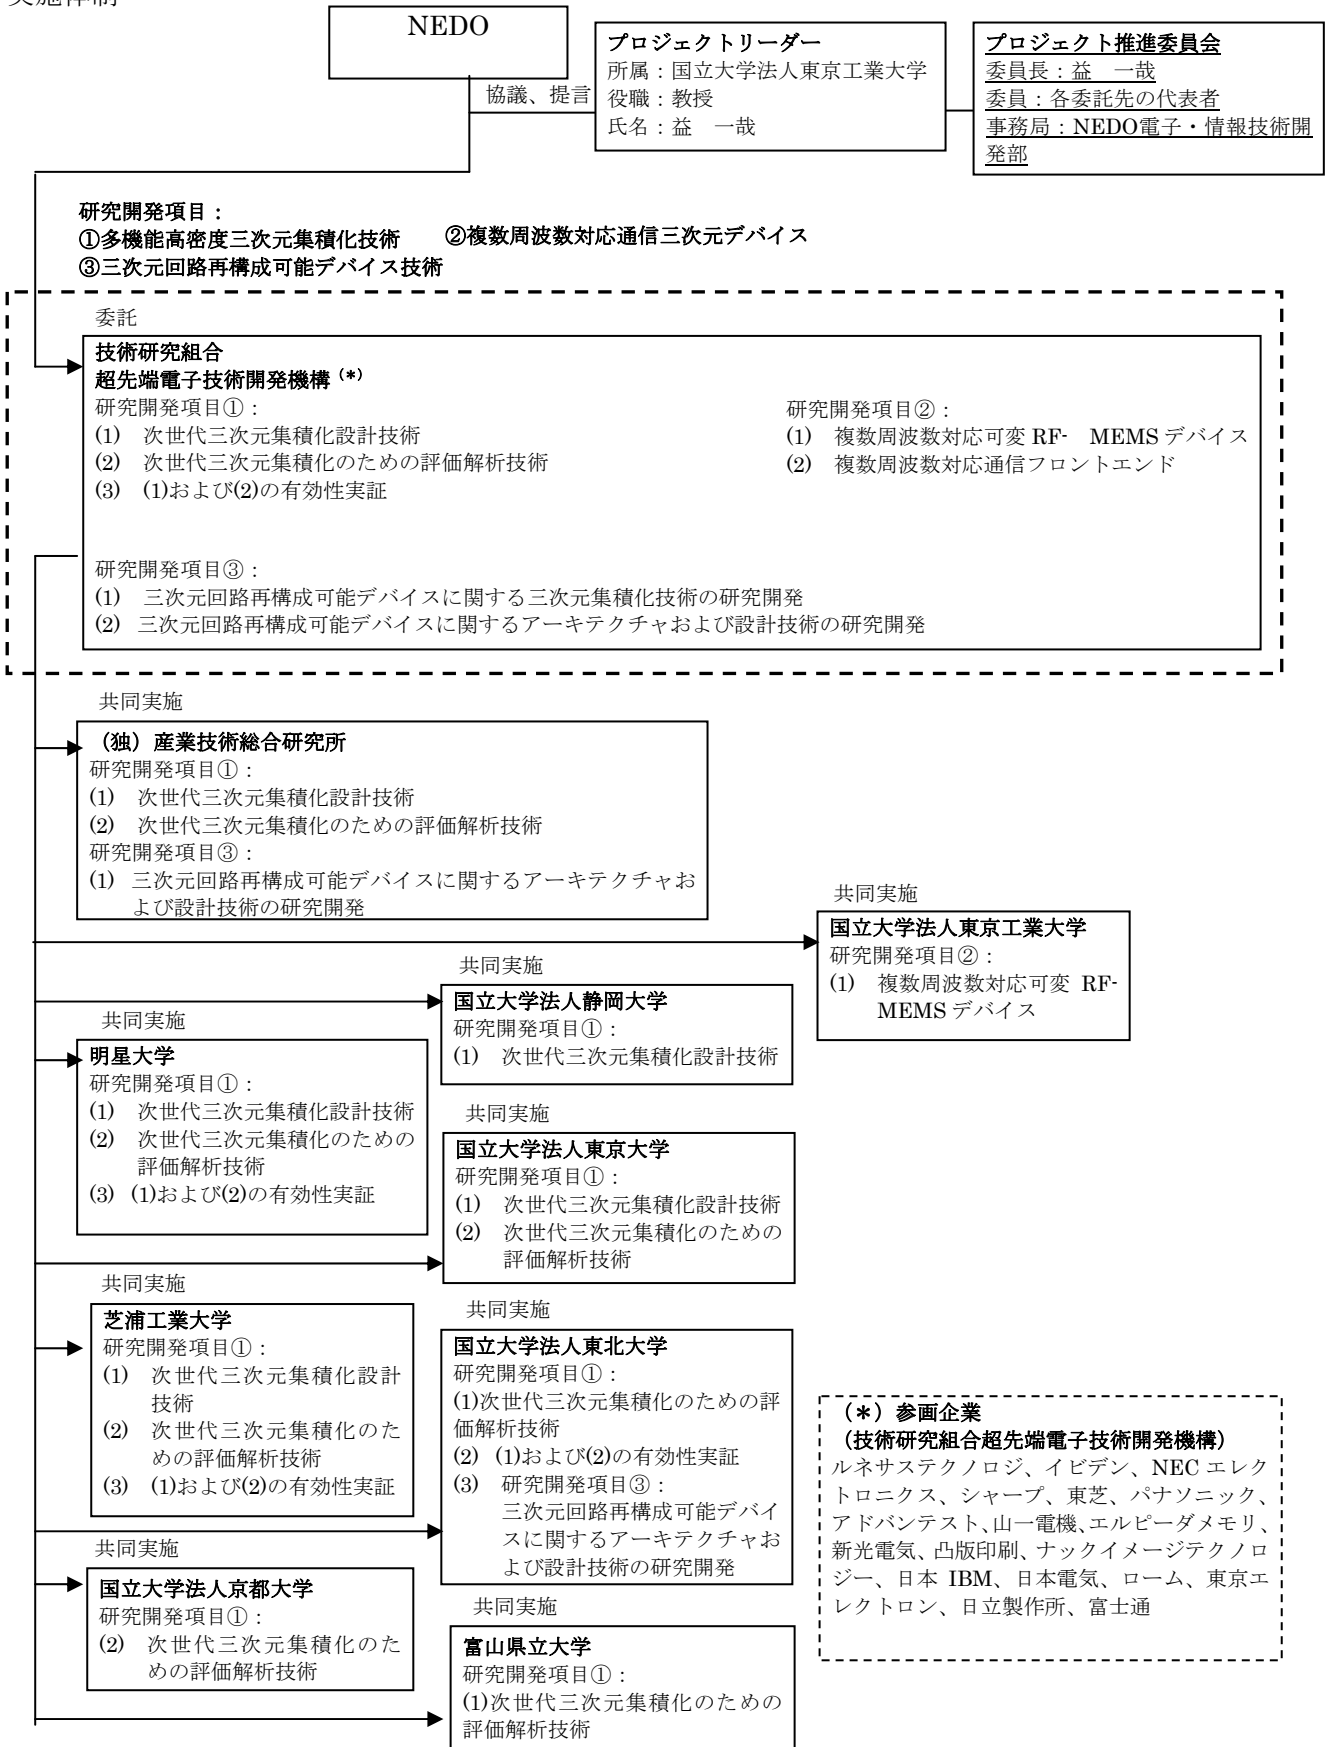 実施体制
NEDO
協議、提言
プロジェクトリーダー
所属：国立大学法人東京工業大学
役職：教授
氏名：益　一哉
プロジェクト推進委員会
委員長：益　一哉
委員：各委託先の代表者
事務局：NEDO電子・情報技術開
発部
研究開発項目：
①多機能高密度三次元集積化技術　　②複数周波数対応通信三次元デバイス
③三次元回路再構成可能デバイス技術
委託
技術研究組合
超先端電子技術開発機構（*）
研究開発項目①：
(1)　次世代三次元集積化設計技術
(2)　次世代三次元集積化のための評価解析技術
(3)　(1)および(2)の有効性実証
研究開発項目②：
(1)　複数周波数対応可変 RF-　MEMS デバイス
(2)　複数周波数対応通信フロントエンド
研究開発項目③：
(1)　三次元回路再構成可能デバイスに関する三次元集積化技術の研究開発
(2)　三次元回路再構成可能デバイスに関するアーキテクチャおよび設計技術の研究開発
共同実施
（独）産業技術総合研究所
研究開発項目①：
(1)　次世代三次元集積化設計技術
(2)　次世代三次元集積化のための評価解析技術
研究開発項目③：
(1)　三次元回路再構成可能デバイスに関するアーキテクチャお
よび設計技術の研究開発
共同実施
国立大学法人東京工業大学
研究開発項目②：
(1)　複数周波数対応可変 RF-
MEMS デバイス
共同実施
国立大学法人静岡大学
研究開発項目①：
(1)　次世代三次元集積化設計技術
共同実施
明星大学
研究開発項目①：
(1)　次世代三次元集積化設計技術
(2)　次世代三次元集積化のための
評価解析技術
(3)　(1)および(2)の有効性実証
共同実施
国立大学法人東京大学
研究開発項目①：
(1)　次世代三次元集積化設計技術
(2)　次世代三次元集積化のための
評価解析技術
共同実施
芝浦工業大学
研究開発項目①：
(1)　次世代三次元集積化設計
技術
(2)　次世代三次元集積化のた
めの評価解析技術
(3)　(1)および(2)の有効性実証
共同実施
国立大学法人東北大学
研究開発項目①：
(1)次世代三次元集積化のための評
価解析技術
(2)　(1)および(2)の有効性実証
(3)　研究開発項目③：
三次元回路再構成可能デバイ
スに関するアーキテクチャお
よび設計技術の研究開発
（＊）参画企業
（技術研究組合超先端電子技術開発機構）
ルネサステクノロジ、イビデン、NEC エレク
トロニクス、シャープ、東芝、パナソニック、
アドバンテスト、山一電機、エルピーダメモリ、
新光電気、凸版印刷、ナックイメージテクノロ
ジー、日本 IBM、日本電気、ローム、東京エ
レクトロン、日立製作所、富士通
共同実施
国立大学法人京都大学
研究開発項目①：
(2)　次世代三次元集積化のた
めの評価解析技術
共同実施
富山県立大学
研究開発項目①：
(1)次世代三次元集積化のための
評価解析技術